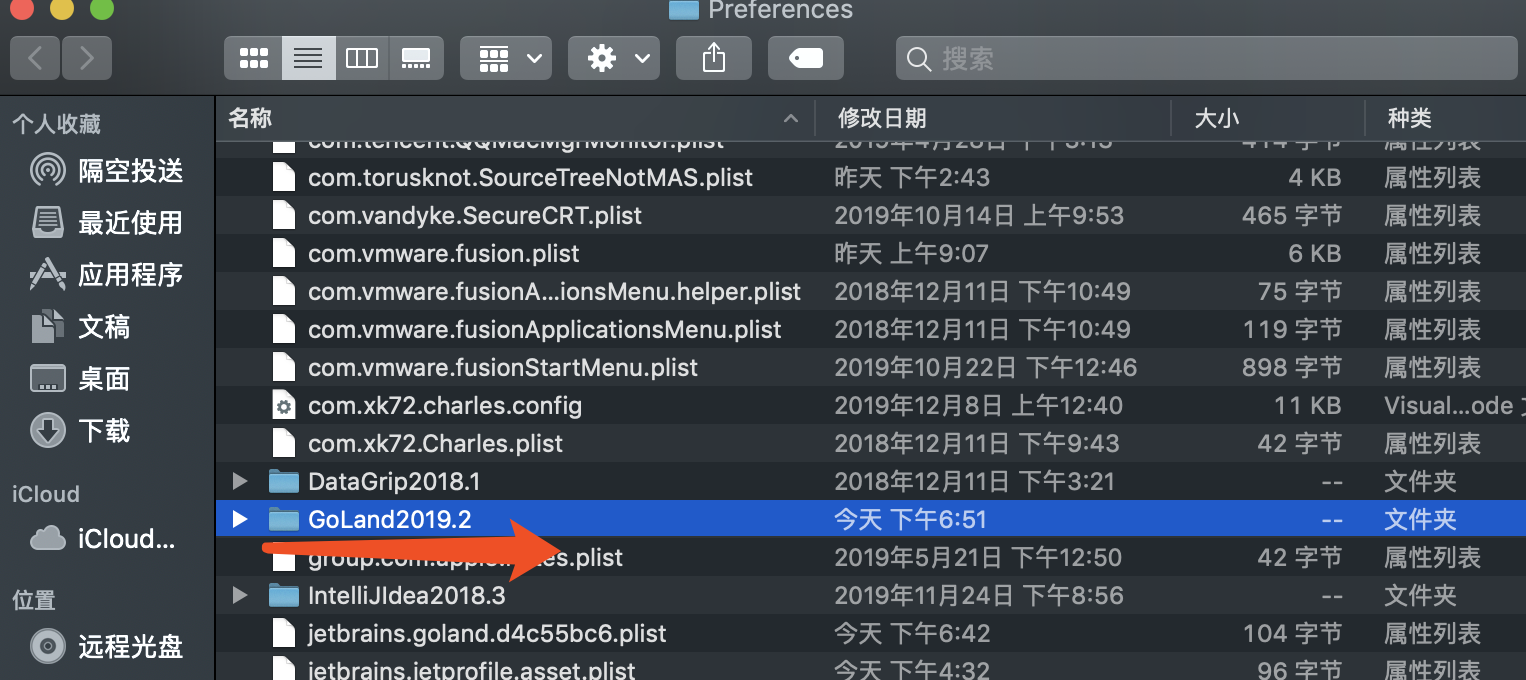 Preferences
搜索
名称 修改日期 大小 种类
com.tencent.QQMacMgrMonitor.plist 2019年4月28日 下午3:13 414 字节 属性列表
com.torusknot.SourceTreeNotMAS.plist 昨天 下午2:43 4 KB 属性列表
com.vandyke.SecureCRT.plist 2019年10月14日 上午9:53 465 字节 属性列表
com.vmware.fusion.plist 昨天 上午9:07 6 KB 属性列表
com.vmware.fusionA...ionsMenu.helper.plist 2018年12月11日 下午10:49 75 字节 属性列表
com.vmware.fusionApplicationsMenu.plist 2018年12月11日 下午10:49 119 字节 属性列表
com.vmware.fusionStartMenu.plist 2019年10月22日 下午12:46 898 字节 属性列表
com.xk72.charles.config 2019年12月8日 上午12:40 11 KB Visual...ode
com.xk72.Charles.plist 2018年12月11日 下午9:43 42 字节 属性列表
DataGrip2018.1 2018年12月11日 下午3:21 -- 文件夹
GoLand2019.2 今天 下午6:51 -- 文件夹
group.com.apple.notes.plist 2019年5月21日 下午12:50 42 字节 属性列表
IntelliJIdea2018.3 2019年11月24日 下午8:56 -- 文件夹
jetbrains.goland.d4c55bc6.plist 今天 下午6:42 104 字节 属性列表
jetbrains.jetprofile.asset.plist 今天 下午4:32 96 字节 属性列表
个人收藏
隔空投送
最近使用
应用程序
文稿
桌面
下载
iCloud
iCloud...
位置
远程光盘